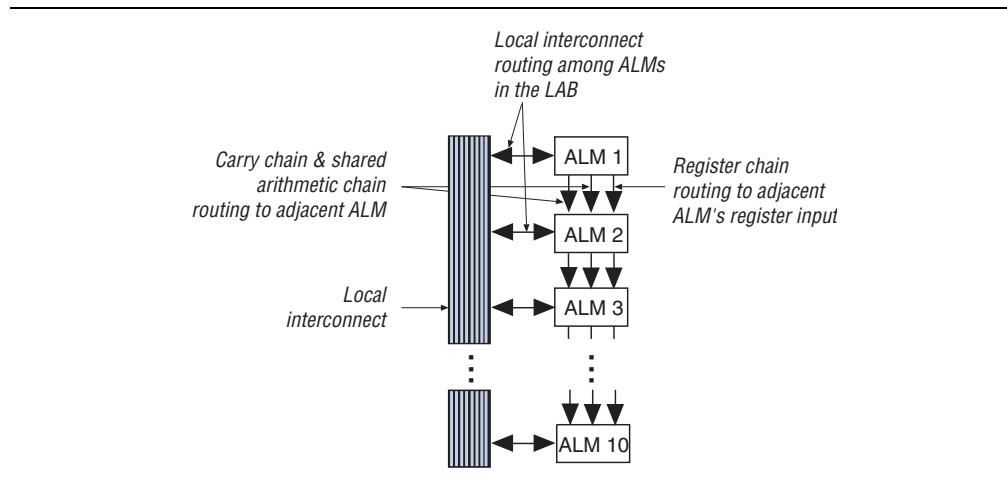 Local interconnect
routing among ALMs
in the LAB
Carry chain & shared
arithmetic chain
routing to adjacent ALM
ALM 1
Register chain
routing to adjacent
ALM's register input
ALM 2
Local
interconnect
ALM 3
ALM 10